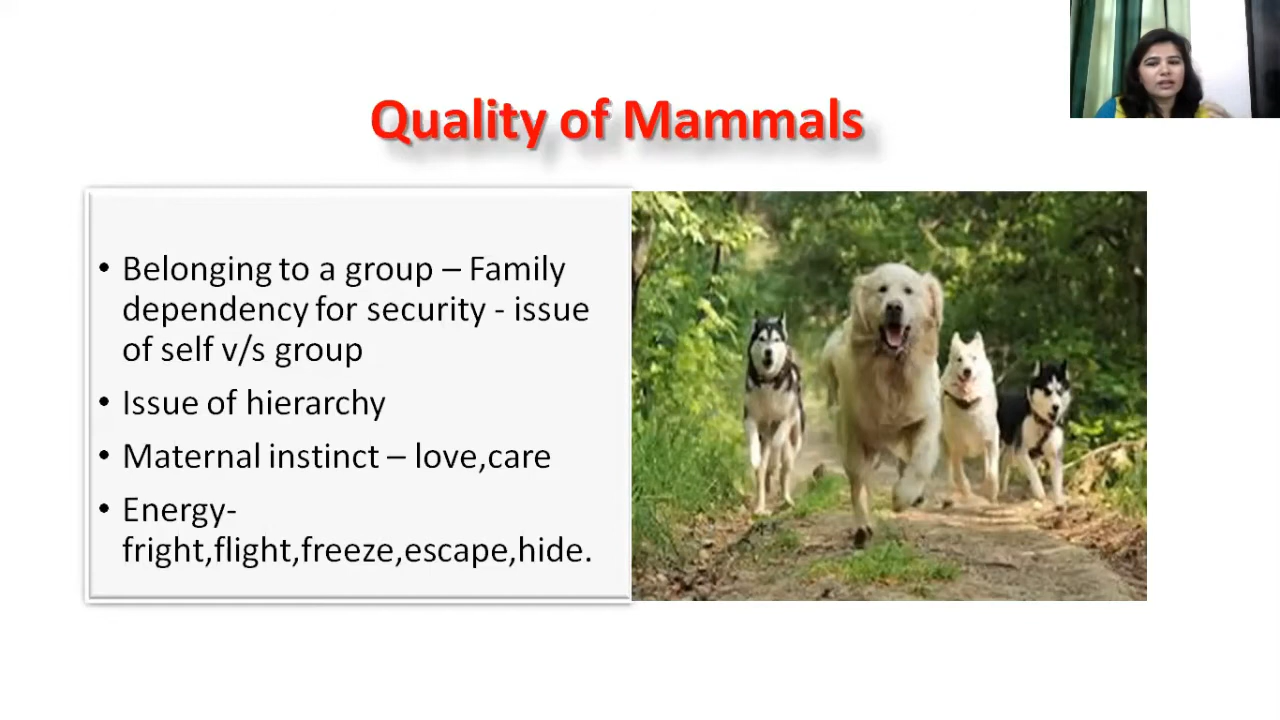 Quality of Mammals
• Belonging to a group – Family
dependency for security - issue
of self v/s group
• Issue of hierarchy
• Maternal instinct – love,care
• Energy-
fright,flight,freeze,escape,hide.